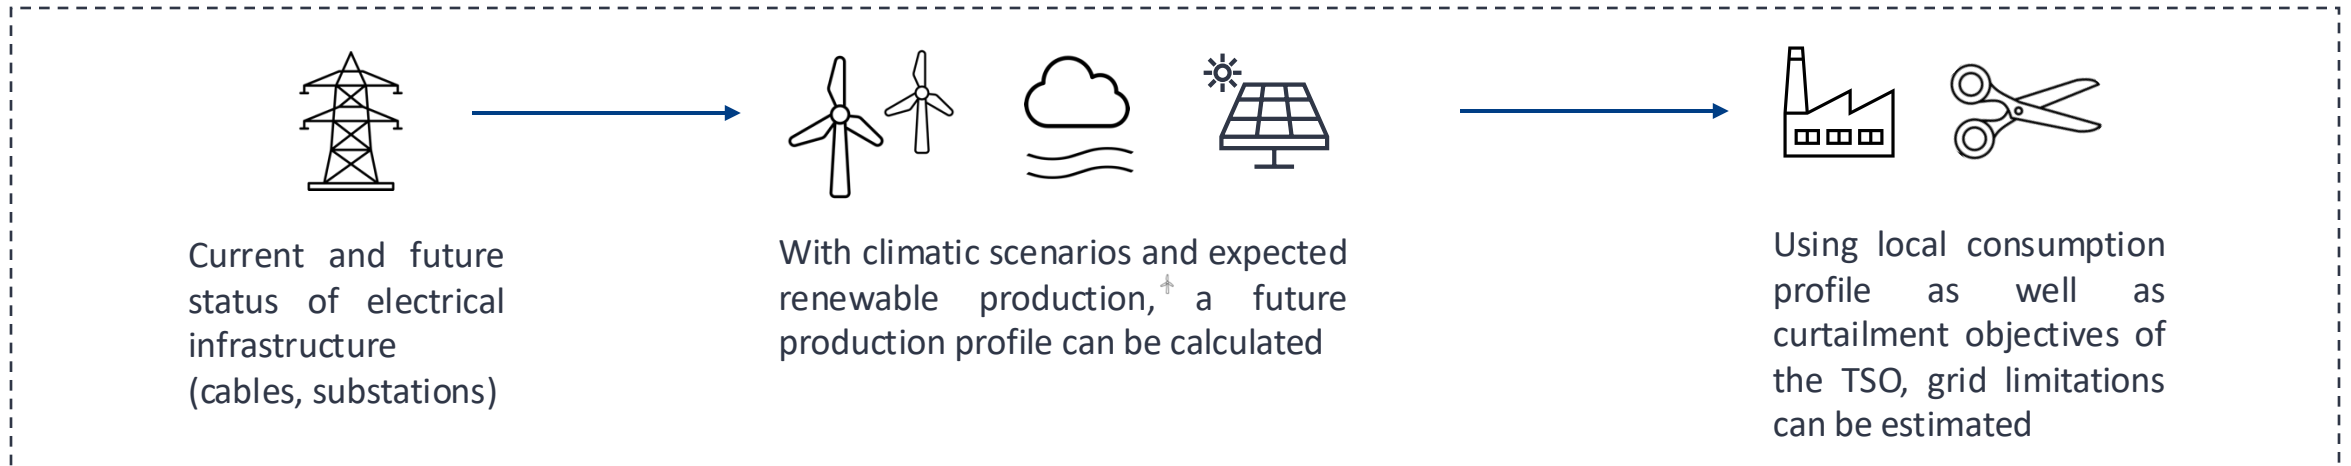 Current and future
status of electrical
infrastructure
(cables, substations)
With climatic scenarios and expected
renewable production, a future
production profile can be calculated
Using local consumption
profile as well as
curtailment objectives of
the TSO, grid limitations
can be estimated